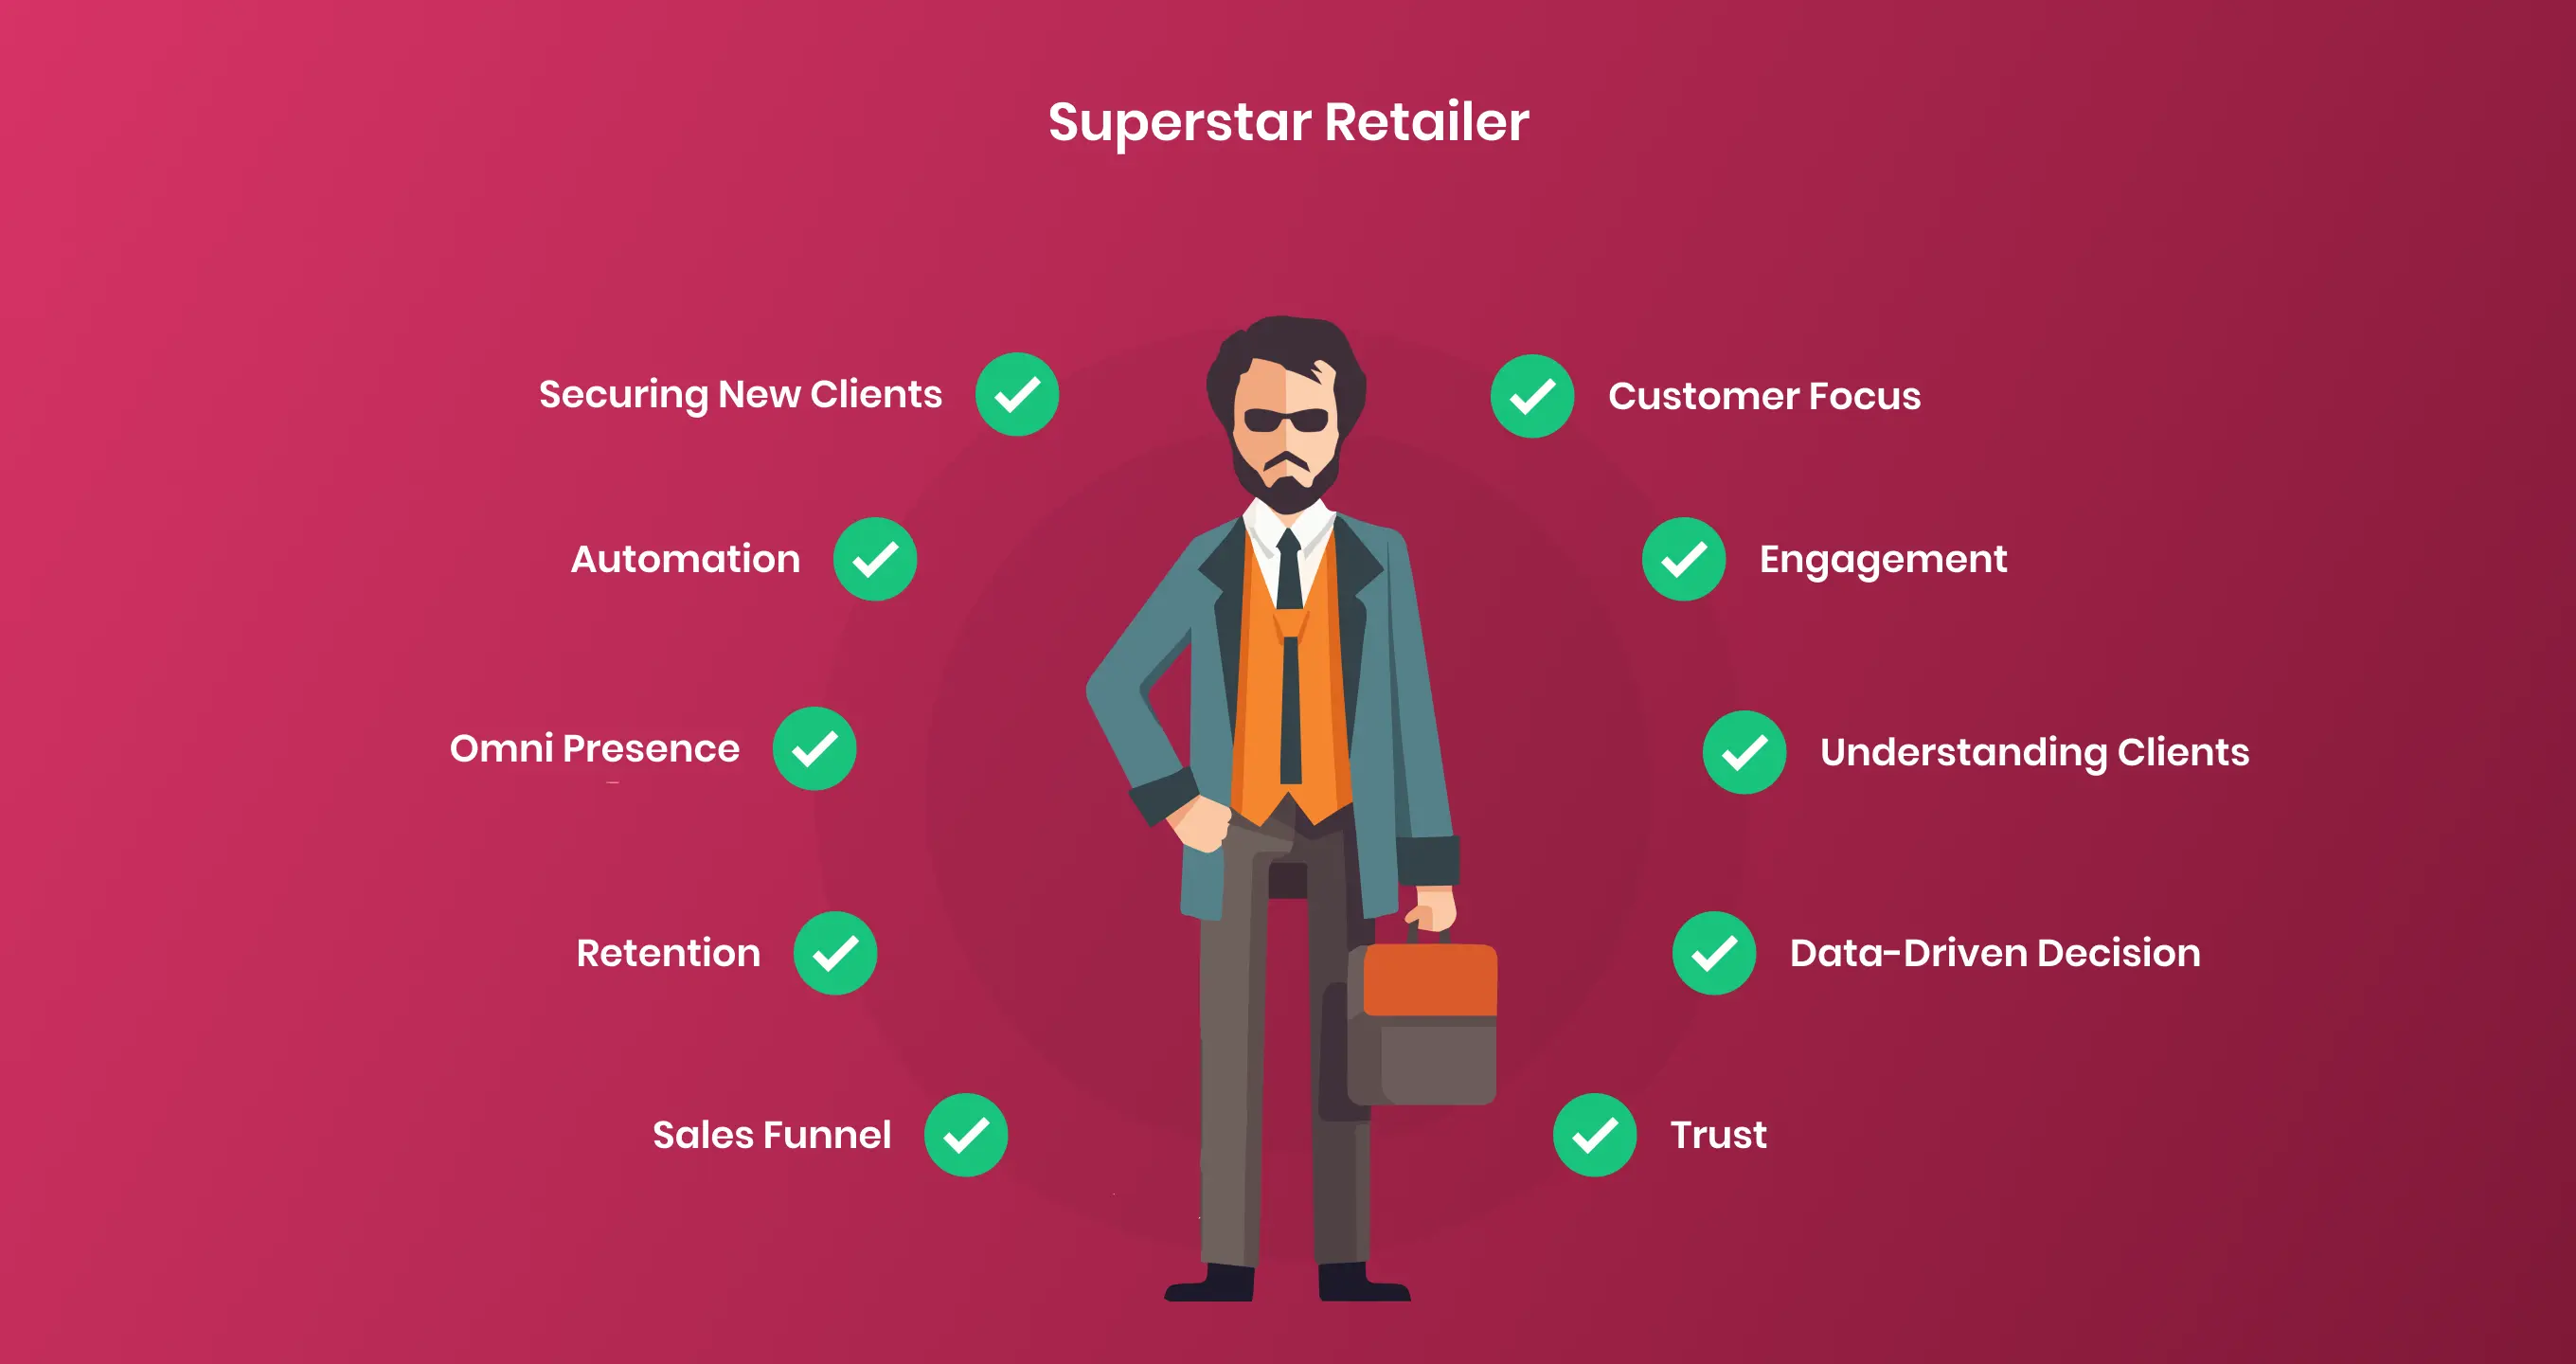 Superstar Retailer
Securing New Clients
Automation
Omni Presence
Retention
Sales Funnel
Customer Focus
Engagement
Understanding Clients
Data-Driven Decision
Trust